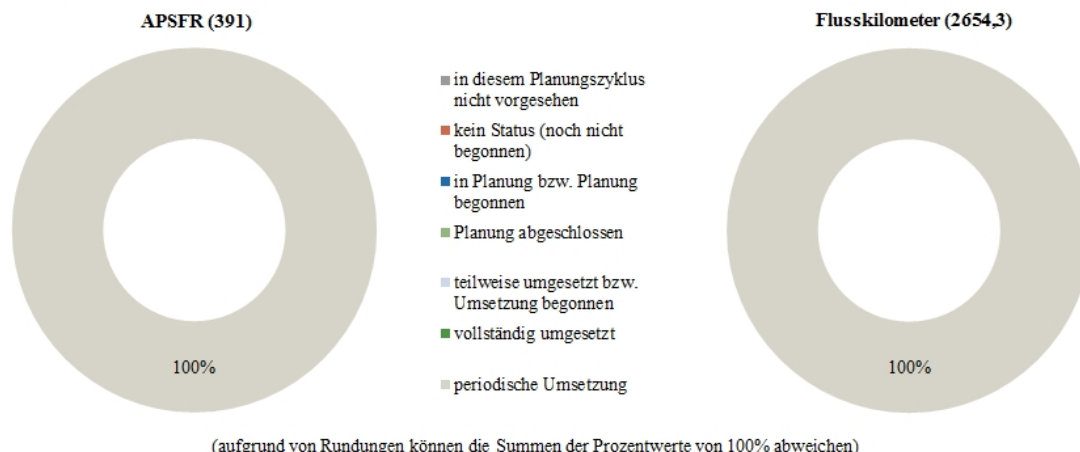 APSFR (391)
100%
in diesem Planungszyklus
nicht vorgesehen
kein Status (noch nicht
begonnen)
in Planung bzw. Planung
begonnen
Planung abgeschlossen
teilweise umgesetzt bzw.
Umsetzung begonnen
vollständig umgesetzt
periodische Umsetzung
Flusskilometer (2654,3)
100%
(aufgrund von Rundungen können die Summen der Prozentwerte von 100% abweichen)